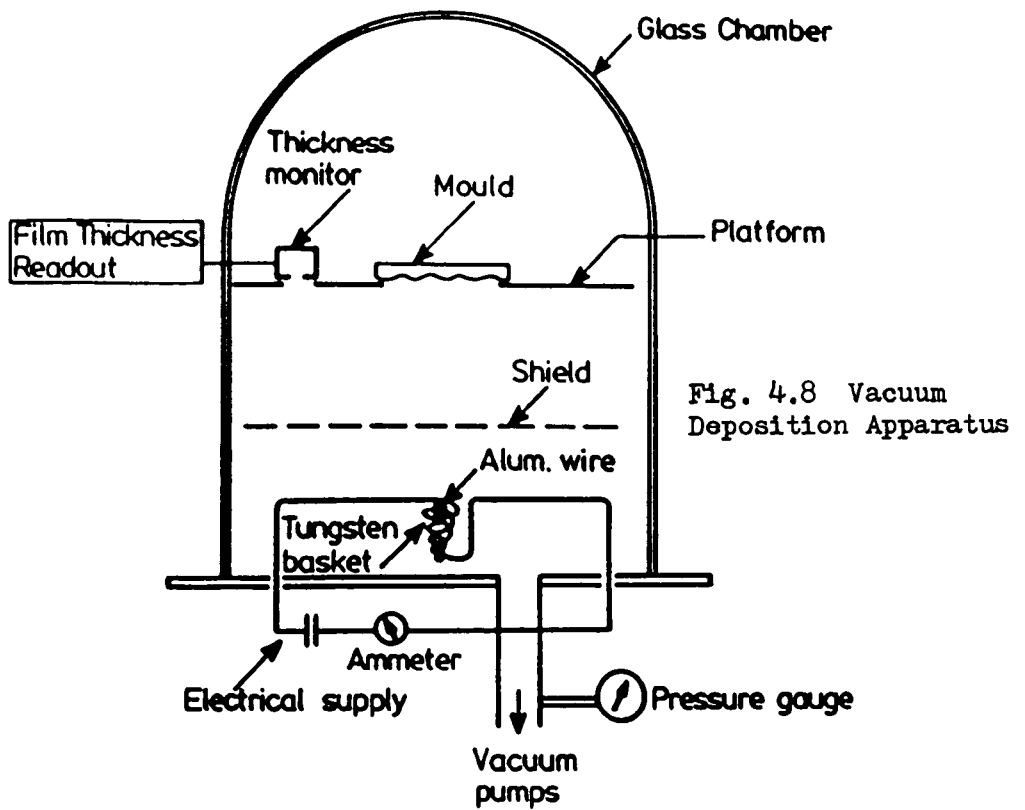 Glass Chamber
Thickness
monitor
Mould
Film Thickness
Readout
Platform
Shield
Fig. 4.8 Vacuum
Deposition Apparatus
Alum. wire
Tungsten
basket
Ammeter
Electrical supply
Pressure gauge
Vacuum
pumps